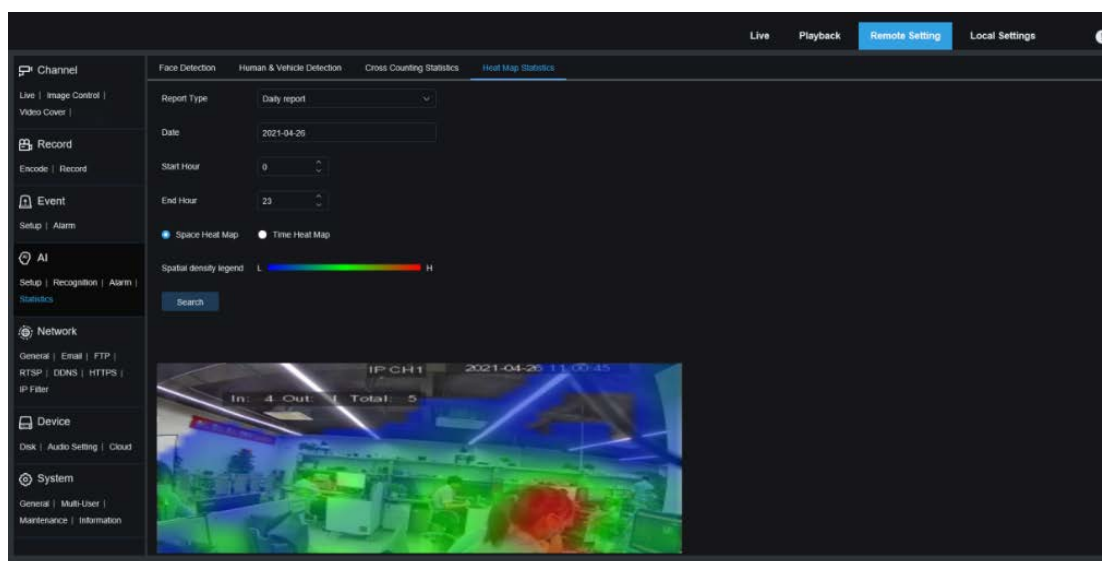 Live Playback Remote Setting Local Settings
Channel
Live | Image Control |
Video Cover |
Record
Encode | Record
Event
Setup | Alarm
AI
Setup | Recognition | Alarm |
Statistics
Network
General | Email | FTP |
RTSP | DDNS | HTTPS |
IP Filter
Device
Disk | Audio Setting | Cloud
System
General | Multi-User |
Maintenance | Information
Face Detection Human & Vehicle Detection Cross Counting Statistics Heat Map Statistics
Report Type Daily report
Date 2021-04-26
Start Hour 0
End Hour 23
Space Heat Map Time Heat Map
Spatial density legend L H
Search
IP CH1 2021-04-26 11:00:45
In: 4 Out: 1 Total: 5